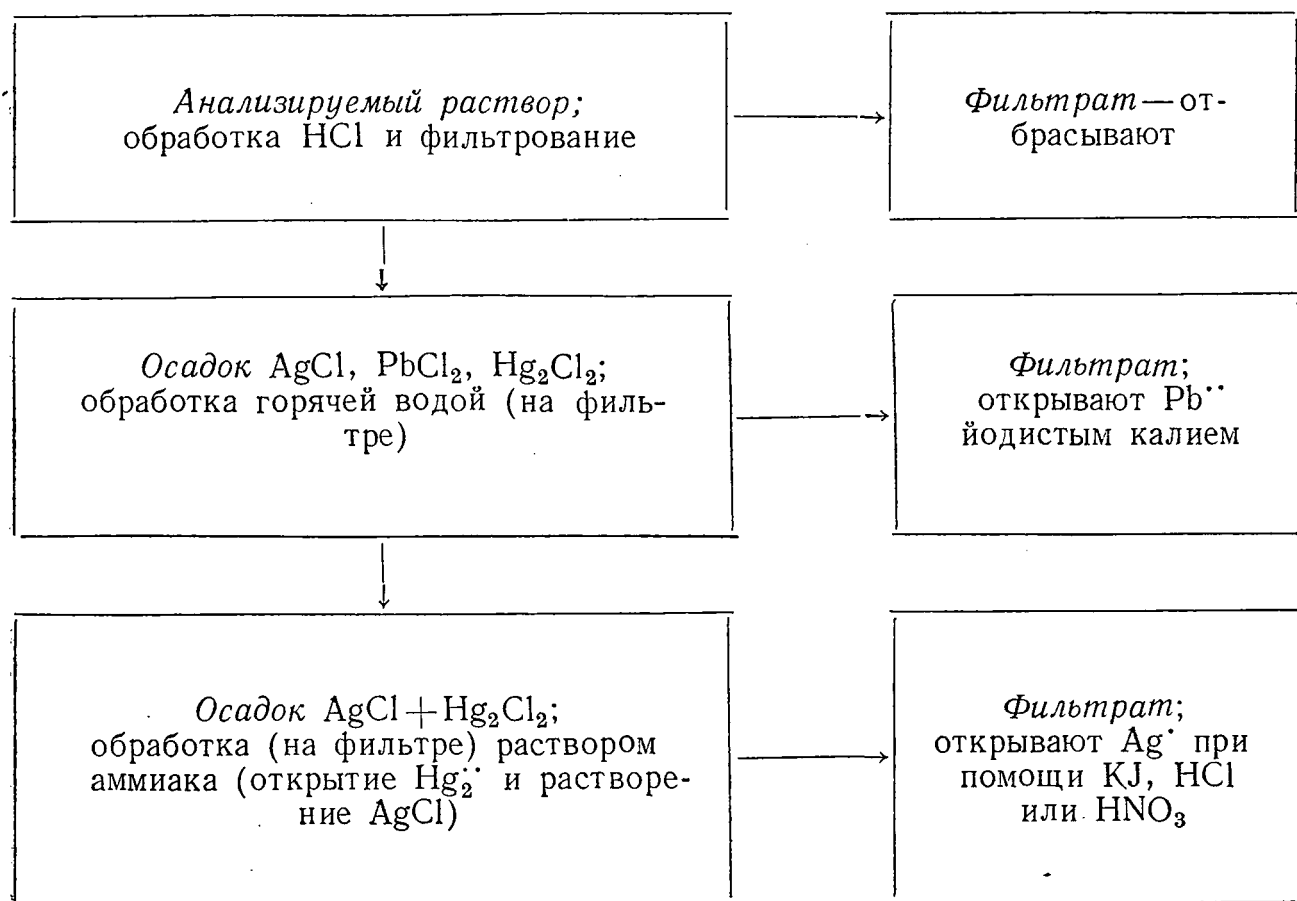 Анализируемый раствор;
обработка HCl и фильтрование
Фильтрат — от-
брасывают
Осадок AgCl, PbCl₂, Hg₂Cl₂;
обработка горячей водой (на филь-
тре)
Фильтрат;
открывают Pb··
йодистым калием
Осадок AgCl + Hg₂Cl₂;
обработка (на фильтре) раствором
аммиака (открытие Hg₂·· и растворе-
ние AgCl)
Фильтрат;
открывают Ag· при
помощи KJ, HCl
или HNO₃